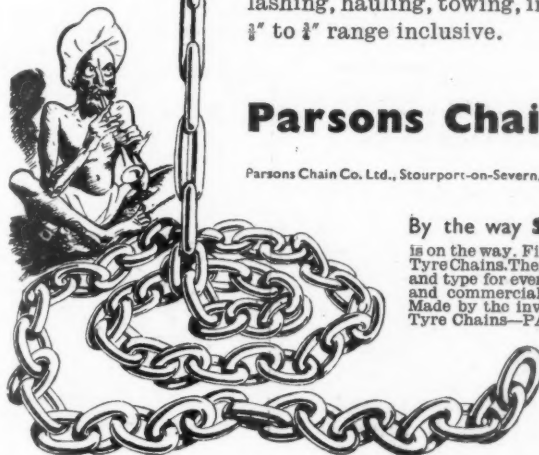 lashing, hauling, towing, in
to ¾" range inclusive.
Parsons Chai
Parsons Chain Co. Ltd., Stourport-on-Severn,
By the way S
is on the way. Fi
Tyre Chains. The
and type for ever
and commercial
Made by the inv
Tyre Chains—PA